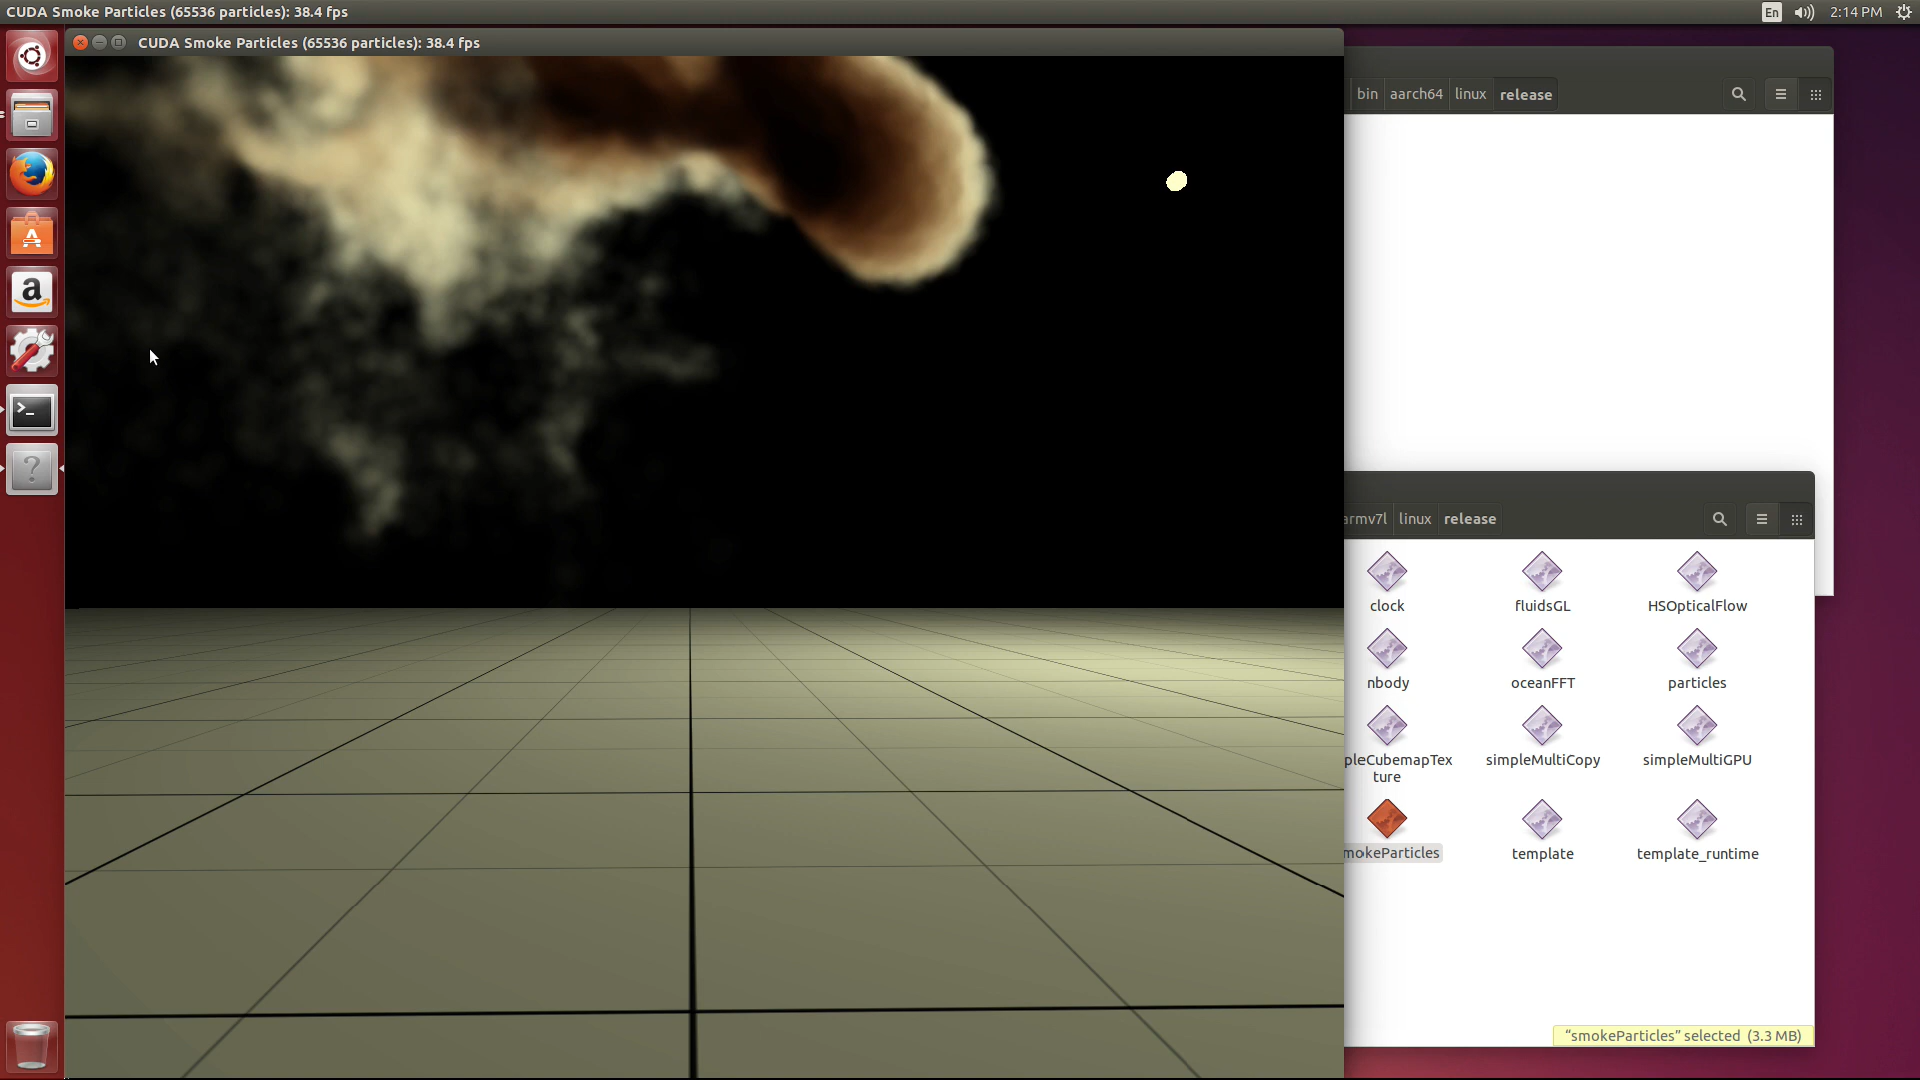 CUDA Smoke Particles (65536 particles): 38.4 fps
En
2:14 PM
CUDA Smoke Particles (65536 particles): 38.4 fps
bin aarch64 linux release
armv7l linux release
clock fluidsGL HSOpticalFlow
nbody oceanFFT particles
pleCubemapTex simpleMultiCopy simpleMultiGPU
ture
mokeParticles template template_runtime
“smokeParticles” selected (3.3 MB)